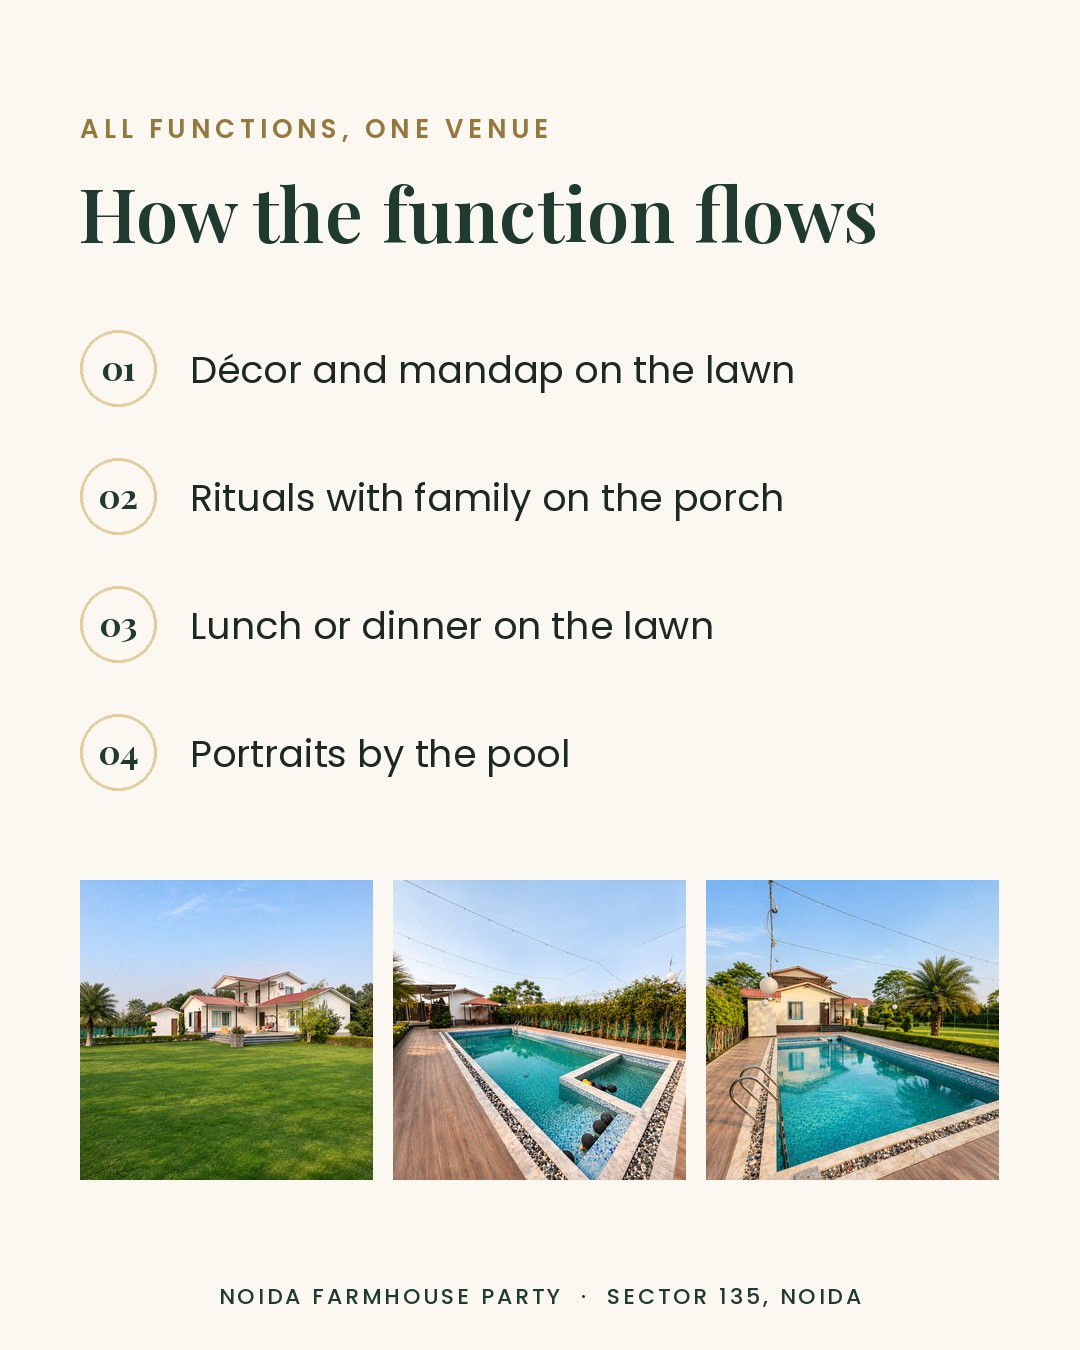 ALL FUNCTIONS, ONE VENUE
How the function flows
01 Décor and mandap on the lawn
02 Rituals with family on the porch
03 Lunch or dinner on the lawn
04 Portraits by the pool
NOIDA FARMHOUSE PARTY · SECTOR 135, NOIDA